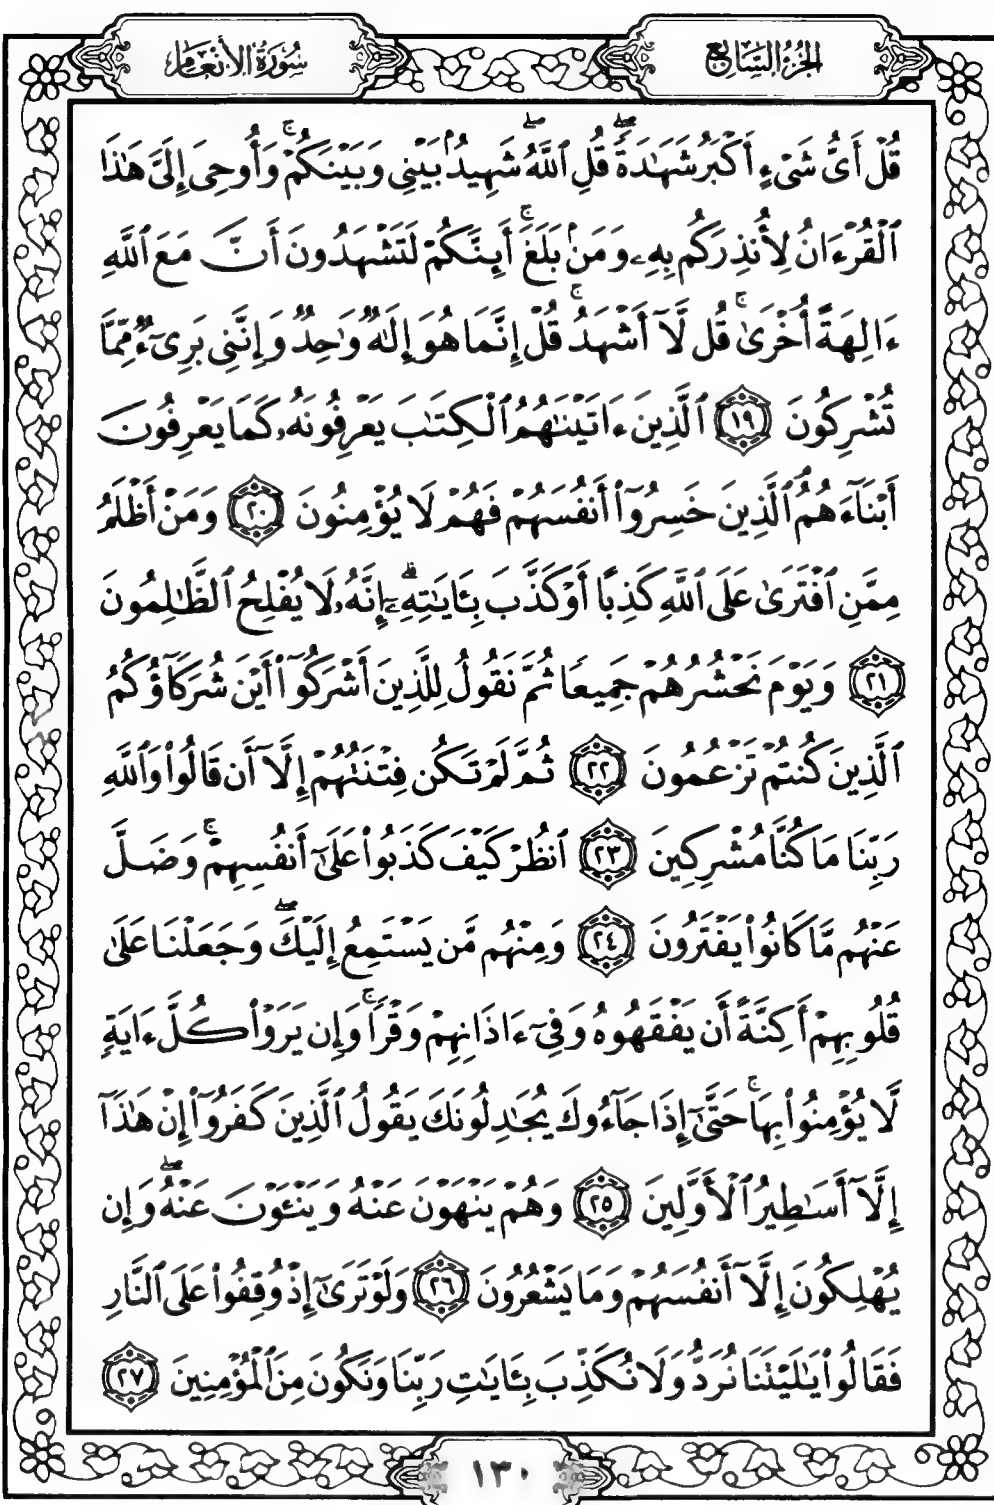 الجزء السابع
سورة الأنعام
قُلْ أَىُّ شَىْءٍ أَكْبَرُ شَهَٰدَةًۖ قُلِ ٱللَّهُۖ شَهِيدُۢ بَيْنِى وَبَيْنَكُمْۚ وَأُوحِىَ إِلَىَّ هَٰذَا
ٱلْقُرْءَانُ لِأُنذِرَكُم بِهِۦ وَمَنۢ بَلَغَۚ أَئِنَّكُمْ لَتَشْهَدُونَ أَنَّ مَعَ ٱللَّهِ
ءَالِهَةً أُخْرَىٰۚ قُل لَّآ أَشْهَدُۚ قُلْ إِنَّمَا هُوَ إِلَٰهٌ وَٰحِدٌ وَإِنَّنِى بَرِىٓءٌ مِّمَّا
تُشْرِكُونَ ١٩ ٱلَّذِينَ ءَاتَيْنَٰهُمُ ٱلْكِتَٰبَ يَعْرِفُونَهُۥ كَمَا يَعْرِفُونَ
أَبْنَآءَهُمُ ٱلَّذِينَ خَسِرُوٓا۟ أَنفُسَهُمْ فَهُمْ لَا يُؤْمِنُونَ ٢٠ وَمَنْ أَظْلَمُ
مِمَّنِ ٱفْتَرَىٰ عَلَى ٱللَّهِ كَذِبًا أَوْ كَذَّبَ بِـَٔايَٰتِهِۦٓۗ إِنَّهُۥ لَا يُفْلِحُ ٱلظَّٰلِمُونَ
٢١ وَيَوْمَ نَحْشُرُهُمْ جَمِيعًا ثُمَّ نَقُولُ لِلَّذِينَ أَشْرَكُوٓا۟ أَيْنَ شُرَكَآؤُكُمُ
ٱلَّذِينَ كُنتُمْ تَزْعُمُونَ ٢٢ ثُمَّ لَمْ تَكُن فِتْنَتُهُمْ إِلَّآ أَن قَالُوا۟ وَٱللَّهِ
رَبِّنَا مَا كُنَّا مُشْرِكِينَ ٢٣ ٱنظُرْ كَيْفَ كَذَبُوا۟ عَلَىٰٓ أَنفُسِهِمْۚ وَضَلَّ
عَنْهُم مَّا كَانُوا۟ يَفْتَرُونَ ٢٤ وَمِنْهُم مَّن يَسْتَمِعُ إِلَيْكَۖ وَجَعَلْنَا عَلَىٰ
قُلُوبِهِمْ أَكِنَّةً أَن يَفْقَهُوهُ وَفِىٓ ءَاذَانِهِمْ وَقْرًاۚ وَإِن يَرَوْا۟ كُلَّ ءَايَةٍ
لَّا يُؤْمِنُوا۟ بِهَاۚ حَتَّىٰٓ إِذَا جَآءُوكَ يُجَٰدِلُونَكَ يَقُولُ ٱلَّذِينَ كَفَرُوٓا۟ إِنْ هَٰذَآ
إِلَّآ أَسَٰطِيرُ ٱلْأَوَّلِينَ ٢٥ وَهُمْ يَنْهَوْنَ عَنْهُ وَيَنْـَٔوْنَ عَنْهُۖ وَإِن
يُهْلِكُونَ إِلَّآ أَنفُسَهُمْ وَمَا يَشْعُرُونَ ٢٦ وَلَوْ تَرَىٰٓ إِذْ وُقِفُوا۟ عَلَى ٱلنَّارِ
فَقَالُوا۟ يَٰلَيْتَنَا نُرَدُّ وَلَا نُكَذِّبَ بِـَٔايَٰتِ رَبِّنَا وَنَكُونَ مِنَ ٱلْمُؤْمِنِينَ ٢٧
١٣٠